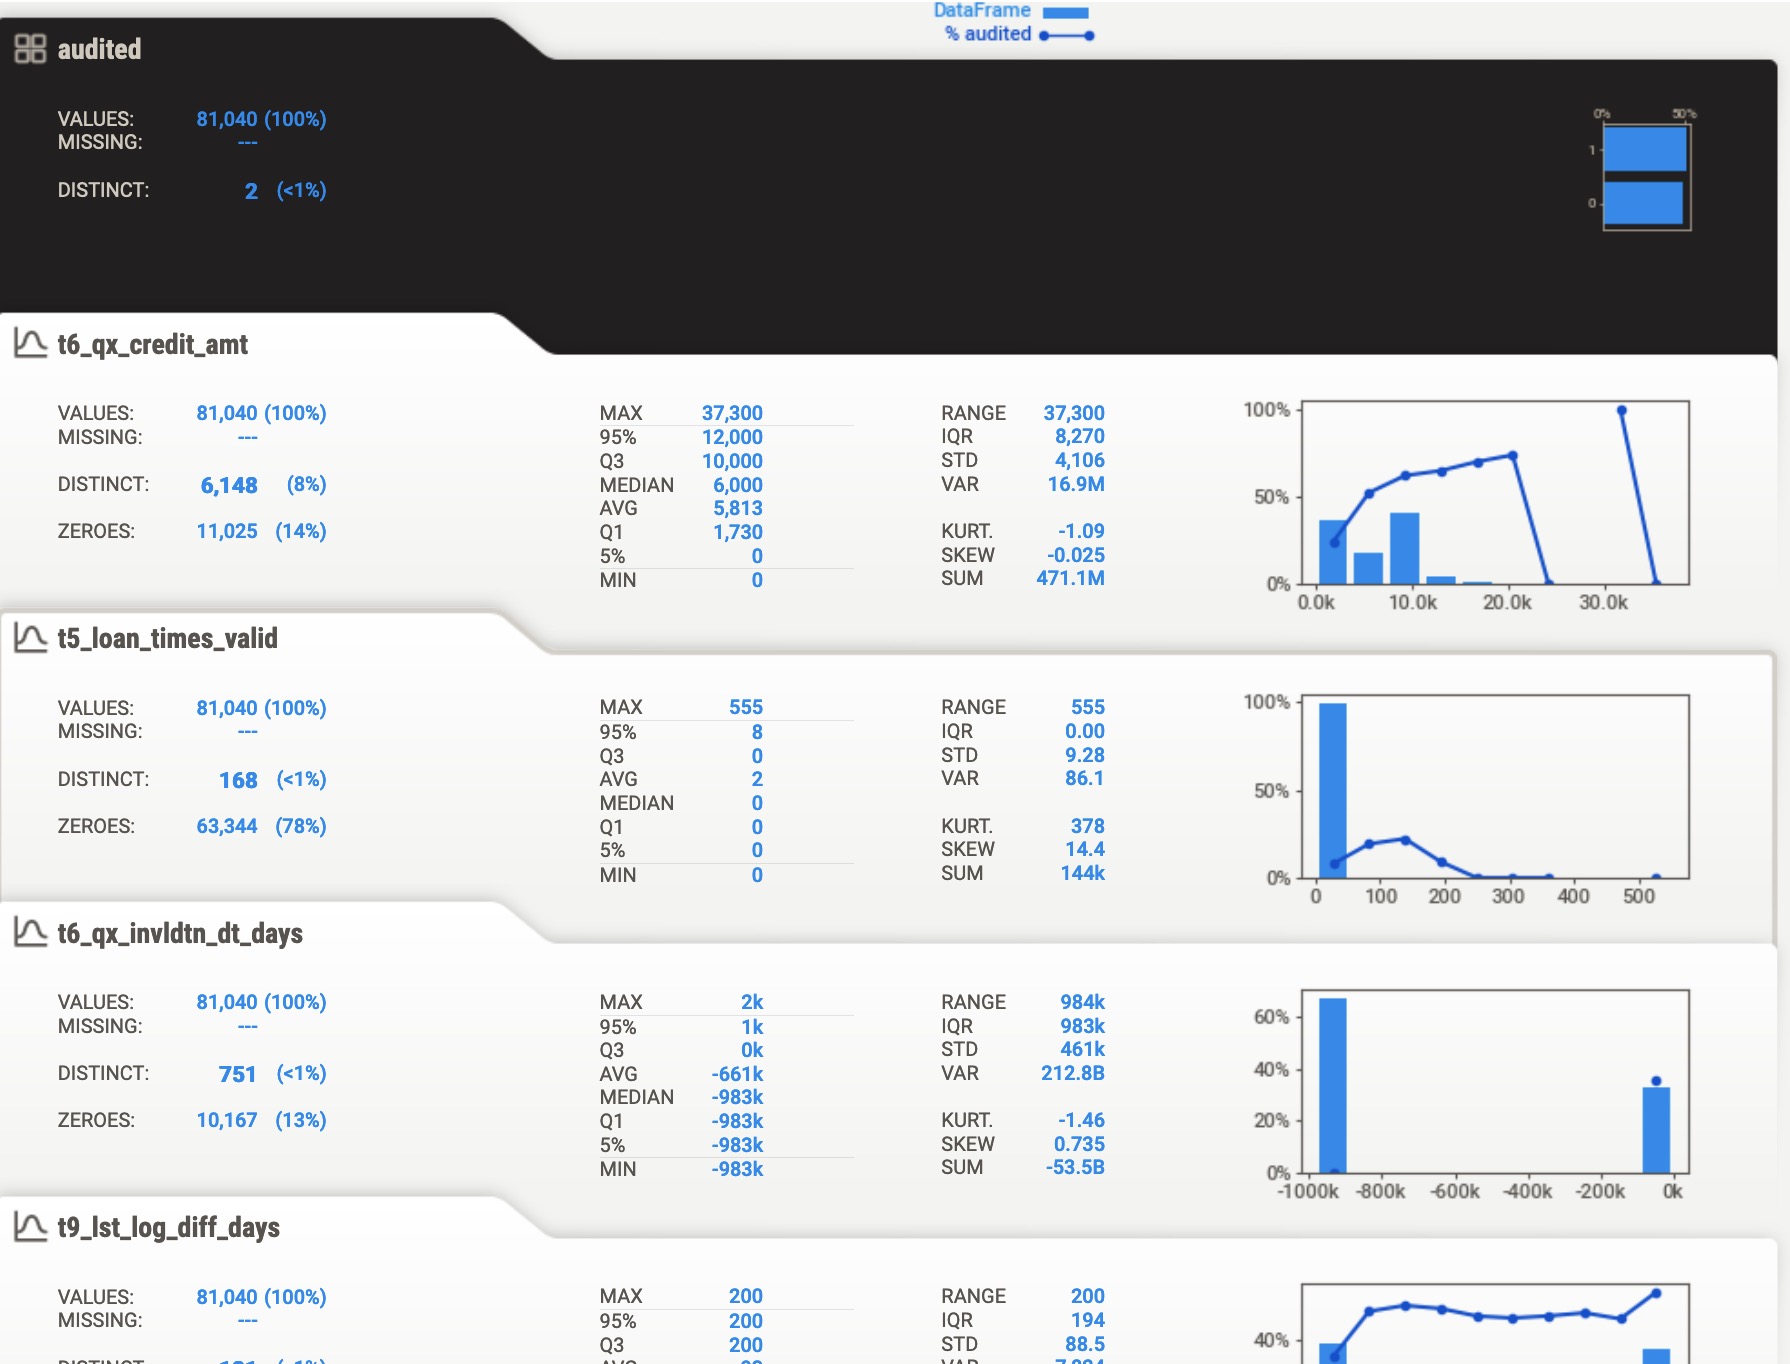 DataFrame
% audited
audited
VALUES: 81,040 (100%)
MISSING: ---
DISTINCT: 2 (<1%)
0% 50%
1
0
t6_qx_credit_amt
VALUES: 81,040 (100%)
MISSING: ---
DISTINCT: 6,148 (8%)
ZEROES: 11,025 (14%)
MAX 37,300
95% 12,000
Q3 10,000
MEDIAN 6,000
AVG 5,813
Q1 1,730
5% 0
MIN 0
RANGE 37,300
IQR 8,270
STD 4,106
VAR 16.9M
KURT. -1.09
SKEW -0.025
SUM 471.1M
100%
50%
0%
0.0k 10.0k 20.0k 30.0k
t5_loan_times_valid
VALUES: 81,040 (100%)
MISSING: ---
DISTINCT: 168 (<1%)
ZEROES: 63,344 (78%)
MAX 555
95% 8
Q3 0
AVG 2
MEDIAN 0
Q1 0
5% 0
MIN 0
RANGE 555
IQR 0.00
STD 9.28
VAR 86.1
KURT. 378
SKEW 14.4
SUM 144k
100%
50%
0%
0 100 200 300 400 500
t6_qx_invldtn_dt_days
VALUES: 81,040 (100%)
MISSING: ---
DISTINCT: 751 (<1%)
ZEROES: 10,167 (13%)
MAX 2k
95% 1k
Q3 0k
AVG -661k
MEDIAN -983k
Q1 -983k
5% -983k
MIN -983k
RANGE 984k
IQR 983k
STD 461k
VAR 212.8B
KURT. -1.46
SKEW 0.735
SUM -53.5B
60%
40%
20%
0%
-1000k -800k -600k -400k -200k 0k
t9_lst_log_diff_days
VALUES: 81,040 (100%)
MISSING: ---
MAX 200
95% 200
Q3 200
RANGE 200
IQR 194
STD 88.5
40%